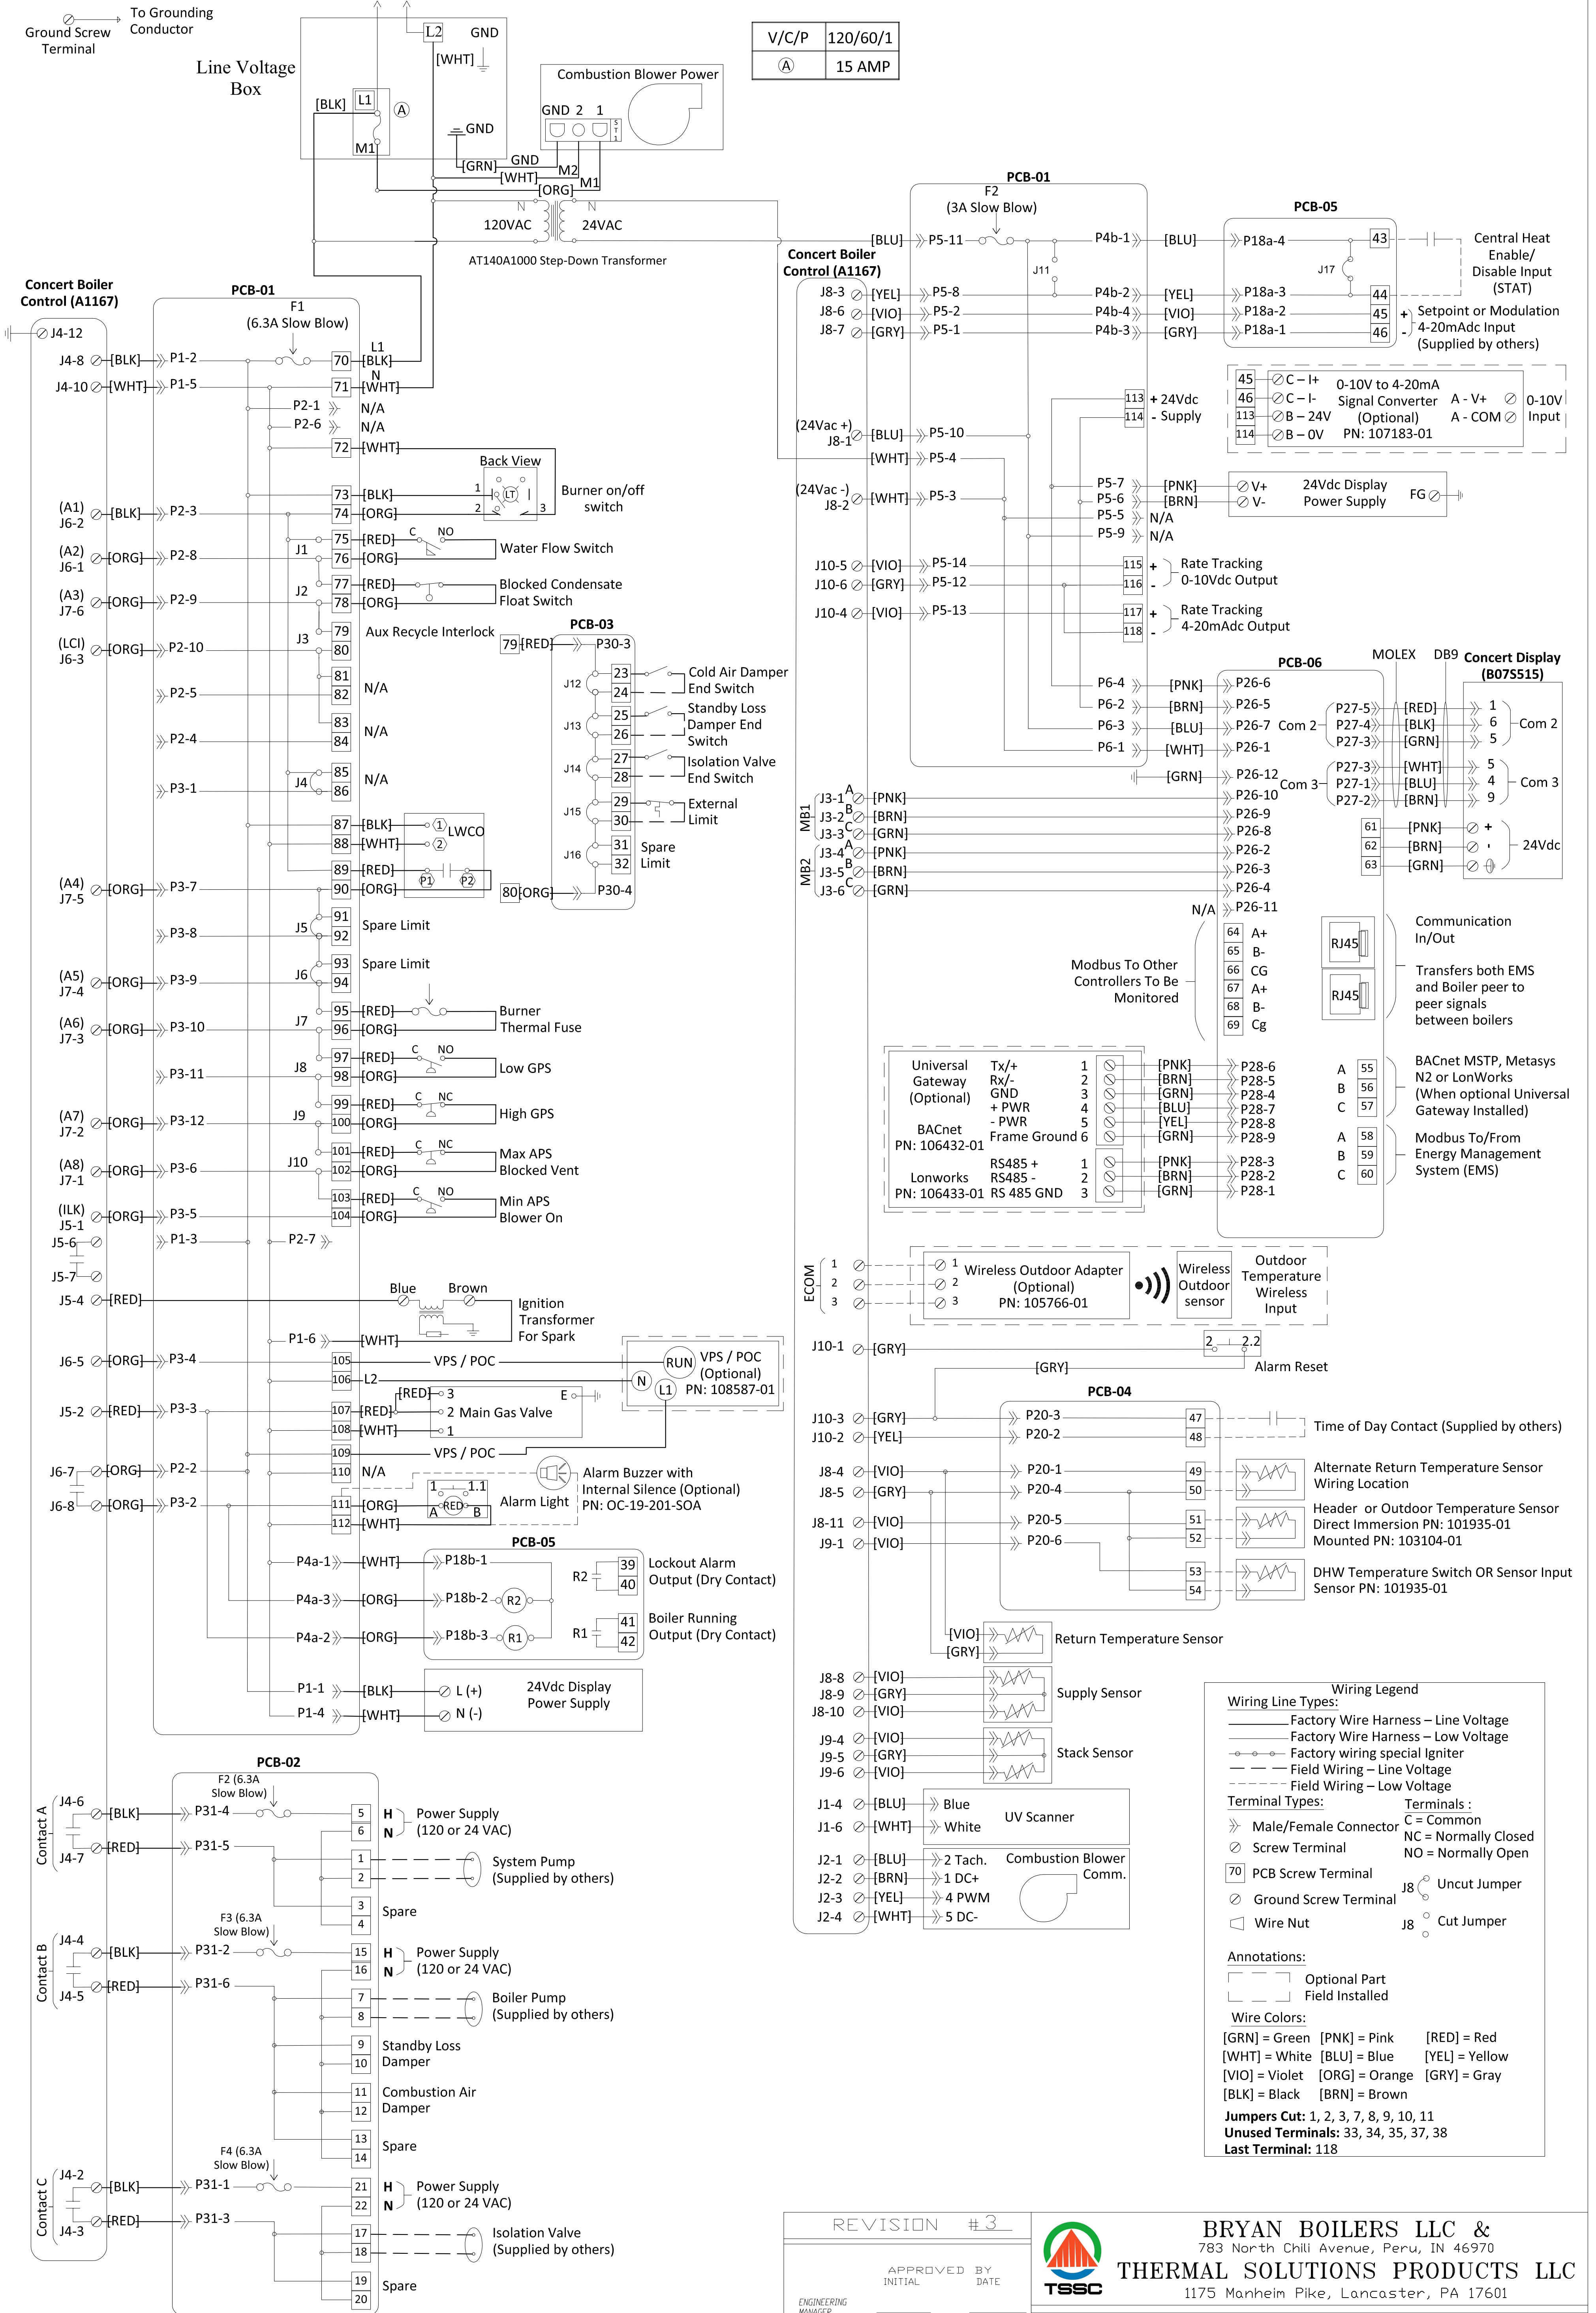 To Grounding
Conductor
Ground Screw
Terminal
Line Voltage
Box
L2
GND
[WHT]
[BLK]
L1
A
M1
GND
[GRN]
GND
[WHT]
M2
[ORG]
M1
Combustion Blower Power
GND 2 1
ST1
V/C/P 120/60/1
A 15 AMP
N
120VAC
N
24VAC
AT140A1000 Step-Down Transformer
Concert Boiler
Control (A1167)
J4-12
PCB-01
F1
(6.3A Slow Blow)
J4-8 [BLK] P1-2 70 L1 [BLK]
J4-10 [WHT] P1-5 71 N [WHT]
P2-1 N/A
P2-6 N/A
72 [WHT]
Back View
1 LT
2 3
Burner on/off
switch
73 [BLK]
(A1)
J6-2 [BLK] P2-3 74 [ORG]
75 [RED] C NO
Water Flow Switch
(A2)
J6-1 [ORG] P2-8 J1 76 [ORG]
77 [RED] Blocked Condensate
Float Switch
(A3)
J7-6 [ORG] P2-9 J2 78 [ORG]
79 Aux Recycle Interlock
(LCI)
J6-3 [ORG] P2-10 J3 80
81
P2-5 82 N/A
83
P2-4 84 N/A
85
P3-1 J4 86 N/A
87 [BLK] 1 LWCO
88 [WHT] 2
89 [RED] P1 P2
(A4)
J7-5 [ORG] P3-7 90 [ORG]
91 Spare Limit
P3-8 J5 92
93 Spare Limit
(A5)
J7-4 [ORG] P3-9 J6 94
95 [RED] Burner
Thermal Fuse
(A6)
J7-3 [ORG] P3-10 J7 96 [ORG]
97 [RED] C NO
Low GPS
P3-11 J8 98 [ORG]
99 [RED] C NC
High GPS
(A7)
J7-2 [ORG] P3-12 J9 100 [ORG]
101 [RED] C NC
Max APS
Blocked Vent
(A8)
J7-1 [ORG] P3-6 J10 102 [ORG]
103 [RED] C NO
Min APS
Blower On
(ILK)
J5-1 [ORG] P3-5 104 [ORG]
J5-6 P1-3 P2-7
J5-7
J5-4 [RED] Blue Brown
Ignition
Transformer
For Spark
P1-6 [WHT]
J6-5 [ORG] P3-4 105 VPS / POC
106 L2
RUN
N
L1
VPS / POC
(Optional)
PN: 108587-01
J5-2 [RED] P3-3 107 [RED] [RED] 3
2 Main Gas Valve
E
108 [WHT] 1
109 VPS / POC
J6-7 [ORG] P2-2 110 N/A
Alarm Buzzer with
Internal Silence (Optional)
PN: OC-19-201-SOA
1 1.1
A RED B
Alarm Light
J6-8 [ORG] P3-2 111 [ORG]
112 [WHT]
PCB-05
P4a-1 [WHT] P18b-1
P4a-3 [ORG] P18b-2 R2
P4a-2 [ORG] P18b-3 R1
R2 39 40
Lockout Alarm
Output (Dry Contact)
R1 41 42
Boiler Running
Output (Dry Contact)
P1-1 [BLK] L (+)
P1-4 [WHT] N (-)
24Vdc Display
Power Supply
PCB-03
79 [RED] P30-3
J12 23 24 Cold Air Damper
End Switch
J13 25 26 Standby Loss
Damper End
Switch
J14 27 28 Isolation Valve
End Switch
J15 29 30 External
Limit
J16 31 32 Spare
Limit
80 [ORG] P30-4
PCB-02
F2 (6.3A
Slow Blow)
Contact A
J4-6 [BLK] P31-4 5 H Power Supply
6 N (120 or 24 VAC)
J4-7 [RED] P31-5
1 System Pump
2 (Supplied by others)
3 Spare
4
F3 (6.3A
Slow Blow)
Contact B
J4-4 [BLK] P31-2 15 H Power Supply
16 N (120 or 24 VAC)
J4-5 [RED] P31-6
7 Boiler Pump
8 (Supplied by others)
9 Standby Loss
10 Damper
11 Combustion Air
12 Damper
13 Spare
14
F4 (6.3A
Slow Blow)
Contact C
J4-2 [BLK] P31-1 21 H Power Supply
22 N (120 or 24 VAC)
J4-3 [RED] P31-3
17 Isolation Valve
18 (Supplied by others)
19 Spare
20
PCB-01
F2
(3A Slow Blow)
[BLU] P5-11 P4b-1 [BLU] P18a-4 43
PCB-05
J11
J17
Central Heat
Enable/
Disable Input
(STAT)
Concert Boiler
Control (A1167)
J8-3 [YEL] P5-8 P4b-2 [YEL] P18a-3 44
J8-6 [VIO] P5-2 P4b-4 [VIO] P18a-2 45 +
J8-7 [GRY] P5-1 P4b-3 [GRY] P18a-1 46 -
Setpoint or Modulation
4-20mAdc Input
(Supplied by others)
45 C – I+
46 C – I-
113 B – 24V
114 B – 0V
0-10V to 4-20mA
Signal Converter
(Optional)
PN: 107183-01
A - V+
A - COM
0-10V
Input
113 + 24Vdc
114 - Supply
(24Vac +)
J8-1 [BLU] P5-10
[WHT] P5-4
(24Vac -)
J8-2 [WHT] P5-3
P5-7 [PNK] V+
P5-6 [BRN] V-
24Vdc Display
Power Supply
FG
P5-5 N/A
P5-9 N/A
J10-5 [VIO] P5-14 115 +
J10-6 [GRY] P5-12 116 -
Rate Tracking
0-10Vdc Output
J10-4 [VIO] P5-13 117 +
118 -
Rate Tracking
4-20mAdc Output
PCB-06
MOLEX DB9
Concert Display
(B07S515)
P6-4 [PNK] P26-6
P6-2 [BRN] P26-5
P6-3 [BLU] P26-7
P6-1 [WHT] P26-1
Com 2
P27-5 [RED] 1
P27-4 [BLK] 6
P27-3 [GRN] 5
Com 2
[GRN] P26-12
Com 3
P27-3 [WHT] 5
P27-1 [BLU] 4
P27-2 [BRN] 9
Com 3
MB1
J3-1 A [PNK] P26-10
J3-2 B [BRN] P26-9
J3-3 C [GRN] P26-8
MB2
J3-4 A [PNK] P26-2
J3-5 B [BRN] P26-3
J3-6 C [GRN] P26-4
61 [PNK] +
62 [BRN] -
63 [GRN]
24Vdc
N/A P26-11
Modbus To Other
Controllers To Be
Monitored
64 A+
65 B-
66 CG
67 A+
68 B-
69 Cg
RJ45
RJ45
Communication
In/Out
Transfers both EMS
and Boiler peer to
peer signals
between boilers
Universal
Gateway
(Optional)
BACnet
PN: 106432-01
Tx/+ 1 [PNK] P28-6
Rx/- 2 [BRN] P28-5
GND 3 [GRN] P28-4
+ PWR 4 [BLU] P28-7
- PWR 5 [YEL] P28-8
Frame Ground 6 [GRN] P28-9
Lonworks
PN: 106433-01
RS485 + 1 [PNK] P28-3
RS485 - 2 [BRN] P28-2
RS 485 GND 3 [GRN] P28-1
A 55
B 56
C 57
BACnet MSTP, Metasys
N2 or LonWorks
(When optional Universal
Gateway Installed)
A 58
B 59
C 60
Modbus To/From
Energy Management
System (EMS)
ECOM
1 1
2 2
3 3
Wireless Outdoor Adapter
(Optional)
PN: 105766-01
Wireless
Outdoor
sensor
Outdoor
Temperature
Wireless
Input
J10-1 [GRY] 2 2.2
[GRY] Alarm Reset
PCB-04
J10-3 [GRY] P20-3 47
J10-2 [YEL] P20-2 48
Time of Day Contact (Supplied by others)
J8-4 [VIO] P20-1 49
J8-5 [GRY] P20-4 50
Alternate Return Temperature Sensor
Wiring Location
J8-11 [VIO] P20-5 51
52
Header or Outdoor Temperature Sensor
Direct Immersion PN: 101935-01
Mounted PN: 103104-01
J9-1 [VIO] P20-6
53
54
DHW Temperature Switch OR Sensor Input
Sensor PN: 101935-01
[VIO]
[GRY]
Return Temperature Sensor
J8-8 [VIO]
J8-9 [GRY]
J8-10 [VIO]
Supply Sensor
J9-4 [VIO]
J9-5 [GRY]
J9-6 [VIO]
Stack Sensor
J1-4 [BLU] Blue
J1-6 [WHT] White
UV Scanner
J2-1 [BLU] 2 Tach.
J2-2 [BRN] 1 DC+
J2-3 [YEL] 4 PWM
J2-4 [WHT] 5 DC-
Combustion Blower
Comm.
Wiring Legend
Wiring Line Types:
Factory Wire Harness – Line Voltage
Factory Wire Harness – Low Voltage
Factory wiring special Igniter
Field Wiring – Line Voltage
Field Wiring – Low Voltage
Terminal Types:
Male/Female Connector
Screw Terminal
70 PCB Screw Terminal
Ground Screw Terminal
Wire Nut
Terminals :
C = Common
NC = Normally Closed
NO = Normally Open
J8 Uncut Jumper
J8 Cut Jumper
Annotations:
Optional Part
Field Installed
Wire Colors:
[GRN] = Green [PNK] = Pink [RED] = Red
[WHT] = White [BLU] = Blue [YEL] = Yellow
[VIO] = Violet [ORG] = Orange [GRY] = Gray
[BLK] = Black [BRN] = Brown
Jumpers Cut: 1, 2, 3, 7, 8, 9, 10, 11
Unused Terminals: 33, 34, 35, 37, 38
Last Terminal: 118
REVISION #3
APPROVED BY
INITIAL DATE
ENGINEERING
MANAGER
TSSC
BRYAN BOILERS LLC &
783 North Chili Avenue, Peru, IN 46970
THERMAL SOLUTIONS PRODUCTS LLC
1175 Manheim Pike, Lancaster, PA 17601